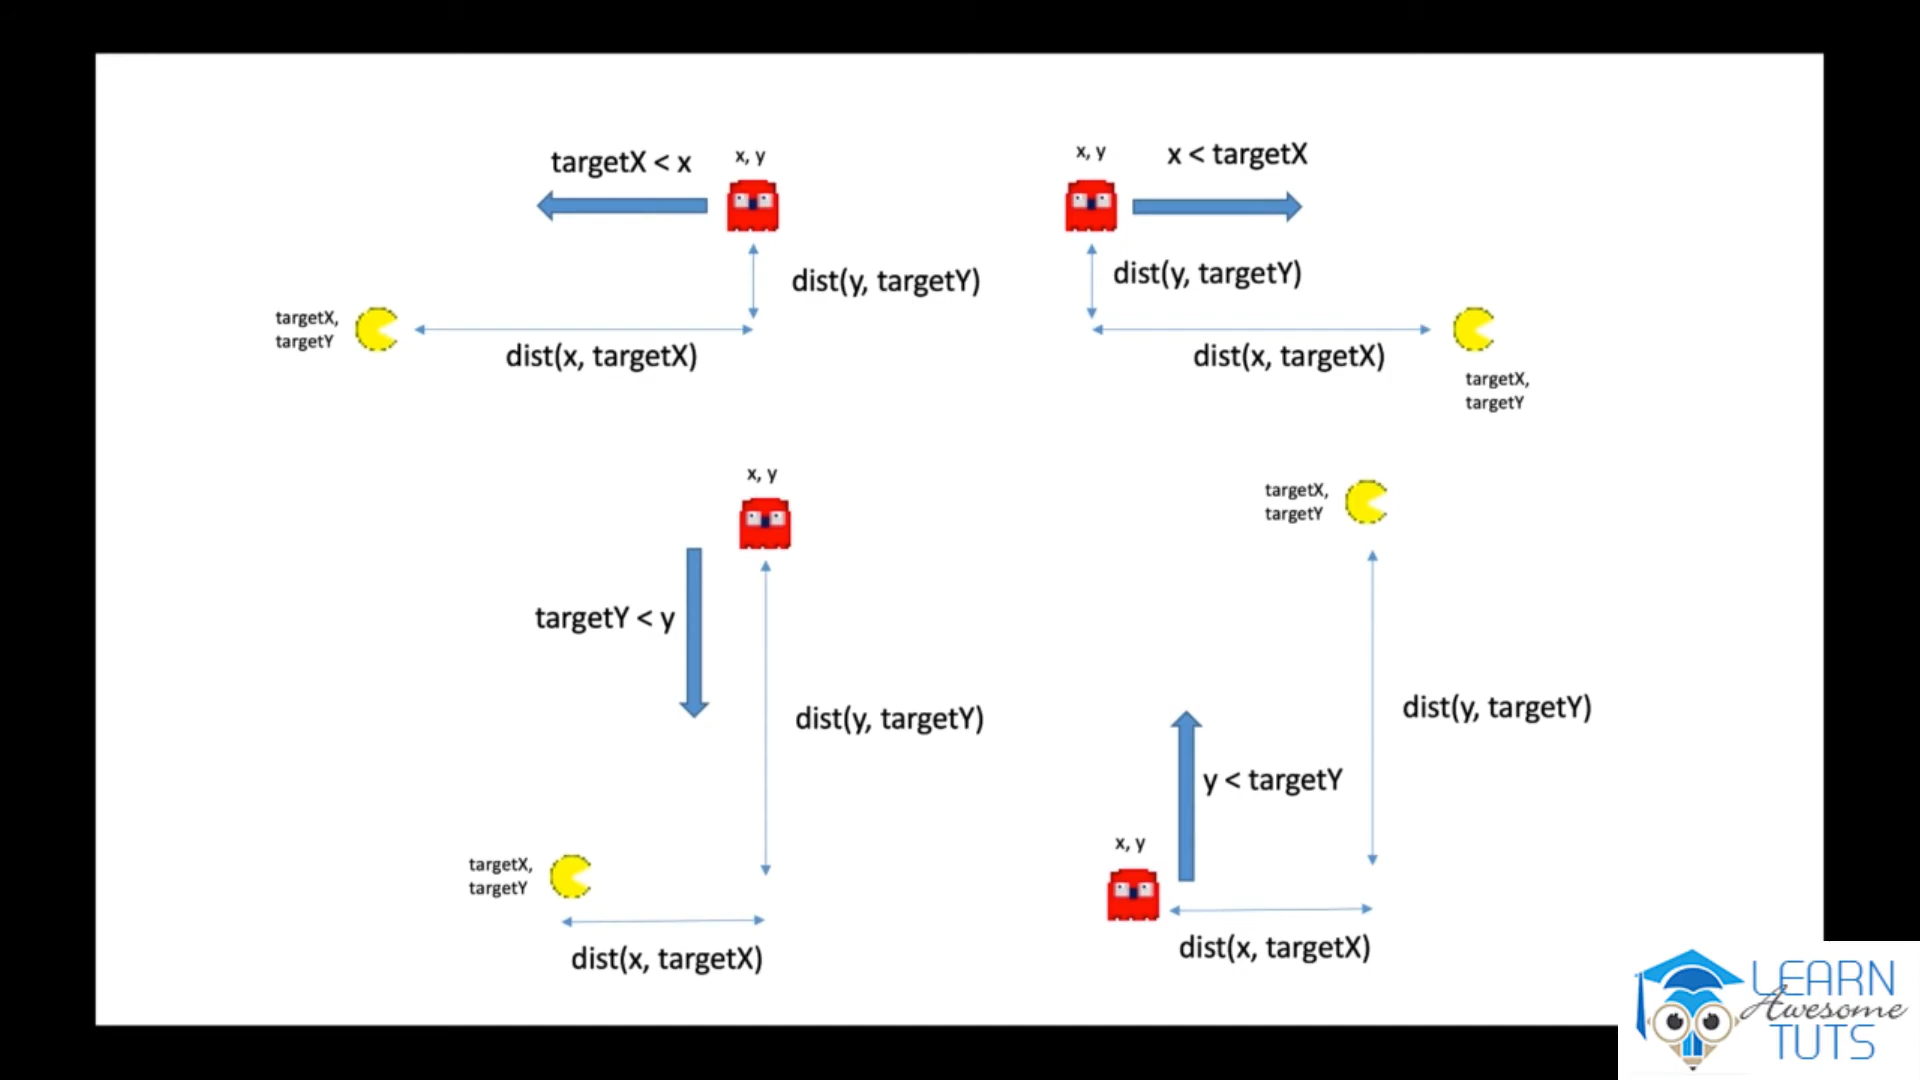 targetX < x
x, y
dist(y, targetY)
targetX,
targetY
dist(x, targetX)
x, y
x < targetX
dist(y, targetY)
dist(x, targetX)
targetX,
targetY
x, y
targetY < y
dist(y, targetY)
targetX,
targetY
dist(x, targetX)
targetX,
targetY
dist(y, targetY)
y < targetY
x, y
dist(x, targetX)
LEARN
Awesome
TUTS